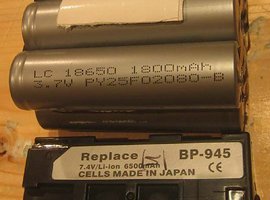 LC 18650 1800mAh
3.7V PY25F02080-B
Replace BP-945
7.4V/Li-ion 6500mAh
CELLS MADE IN JAPAN CE